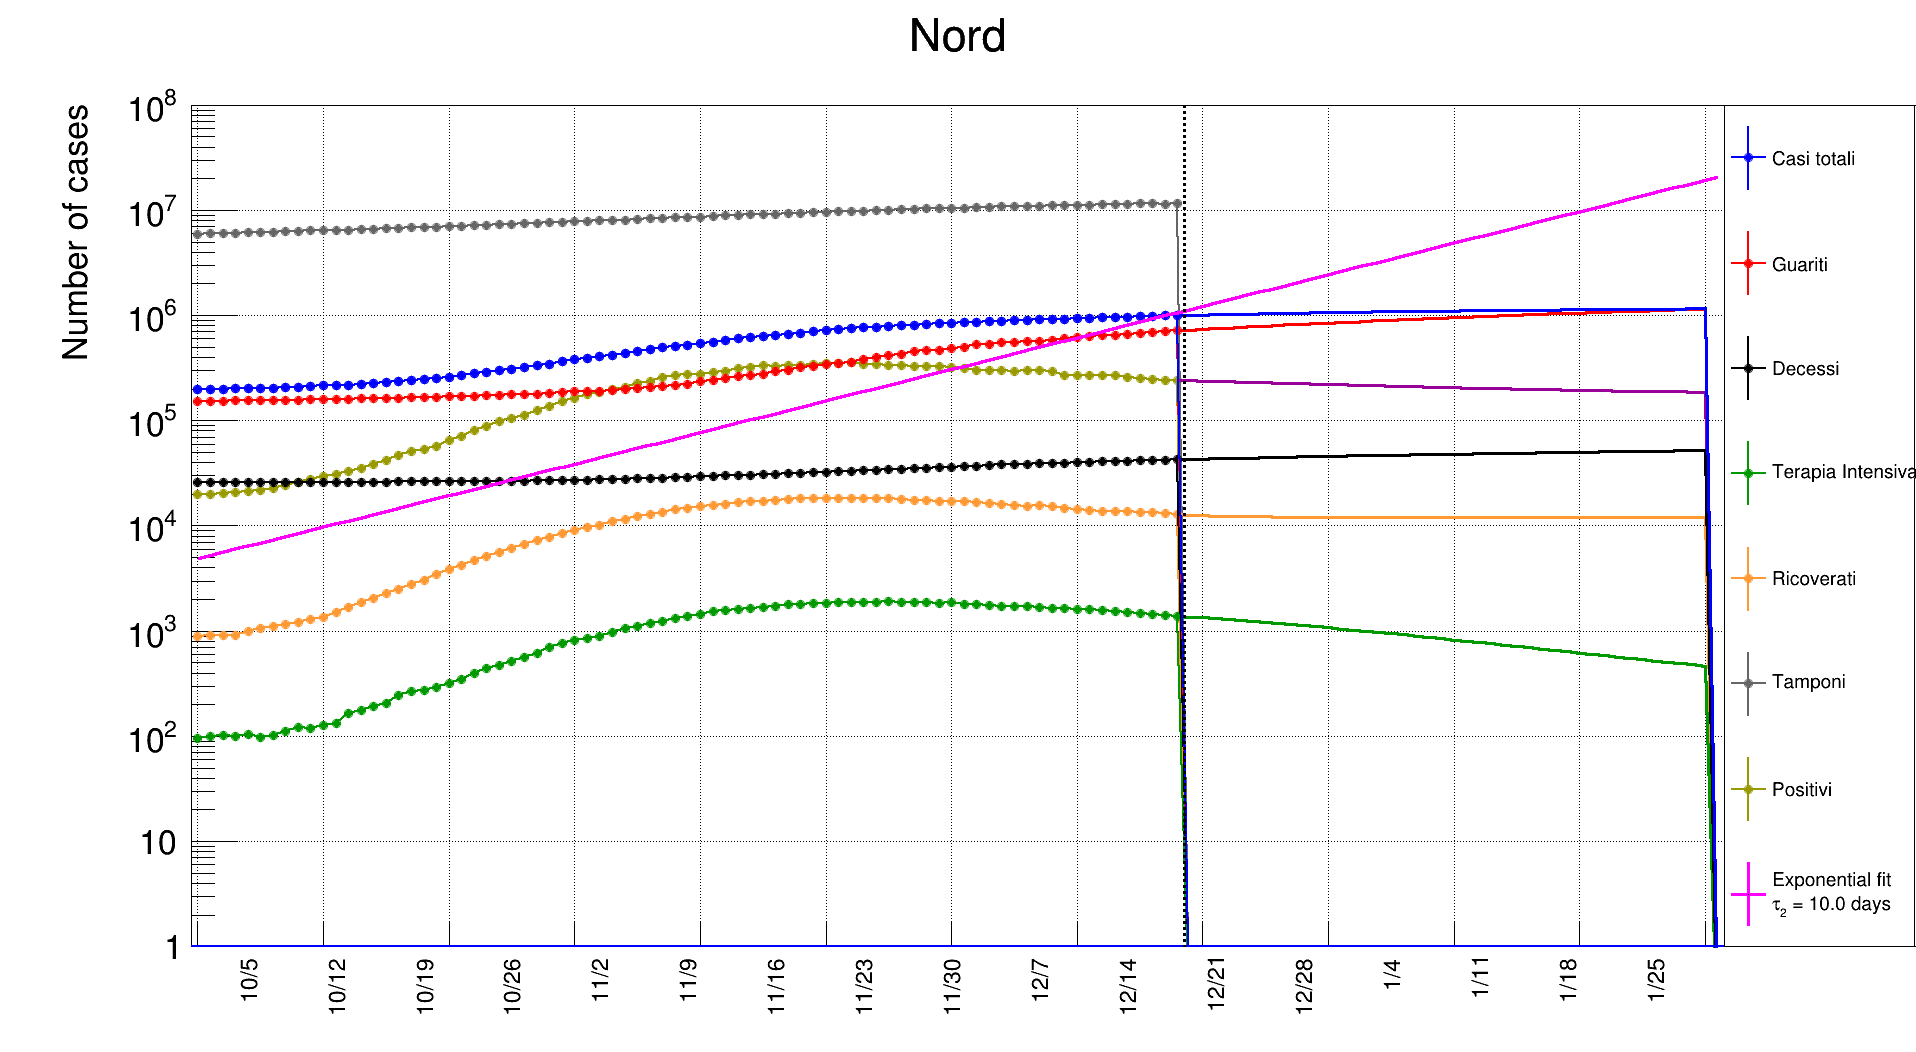 Nord
Number of cases
10^8
10^7
10^6
10^5
10^4
10^3
10^2
10
1
10/5
10/12
10/19
10/26
11/2
11/9
11/16
11/23
11/30
12/7
12/14
12/21
12/28
1/4
1/11
1/18
1/25
Casi totali
Guariti
Decessi
Terapia Intensiva
Ricoverati
Tamponi
Positivi
Exponential fit
τ_2 = 10.0 days